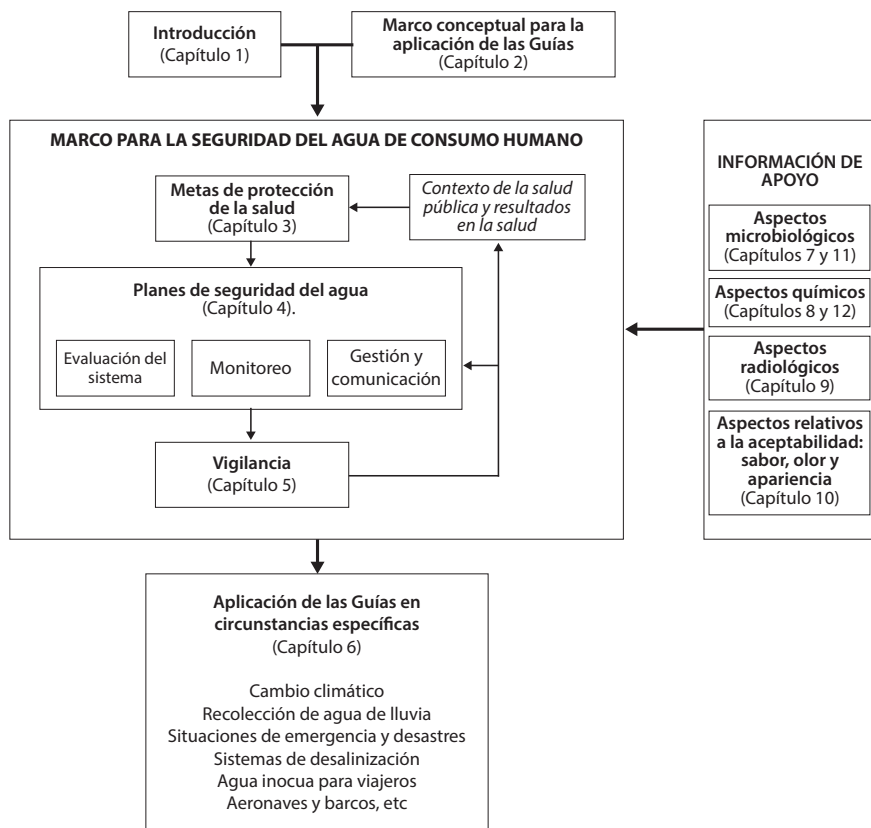 Introducción
(Capítulo 1)
Marco conceptual para la
aplicación de las Guías
(Capítulo 2)
MARCO PARA LA SEGURIDAD DEL AGUA DE CONSUMO HUMANO
Metas de protección
de la salud
(Capítulo 3)
Contexto de la salud
pública y resultados
en la salud
Planes de seguridad del agua
(Capítulo 4).
Evaluación del
sistema
Monitoreo
Gestión y
comunicación
Vigilancia
(Capítulo 5)
INFORMACIÓN DE
APOYO
Aspectos
microbiológicos
(Capítulos 7 y 11)
Aspectos químicos
(Capítulos 8 y 12)
Aspectos
radiológicos
(Capítulo 9)
Aspectos relativos
a la aceptabilidad:
sabor, olor y
apariencia
(Capítulo 10)
Aplicación de las Guías en
circunstancias específicas
(Capítulo 6)
Cambio climático
Recolección de agua de lluvia
Situaciones de emergencia y desastres
Sistemas de desalinización
Agua inocua para viajeros
Aeronaves y barcos, etc